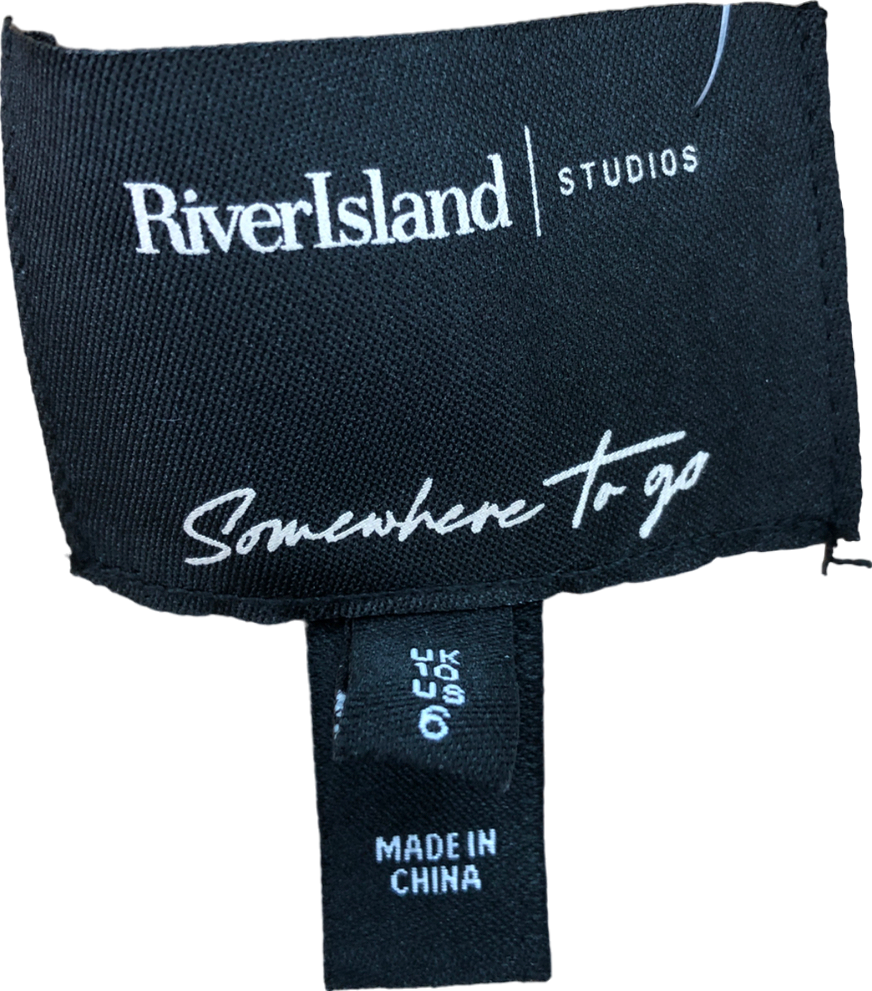 RiverIsland | STUDIOS
Somewhere to go
UK
10
US
6
MADE IN
CHINA